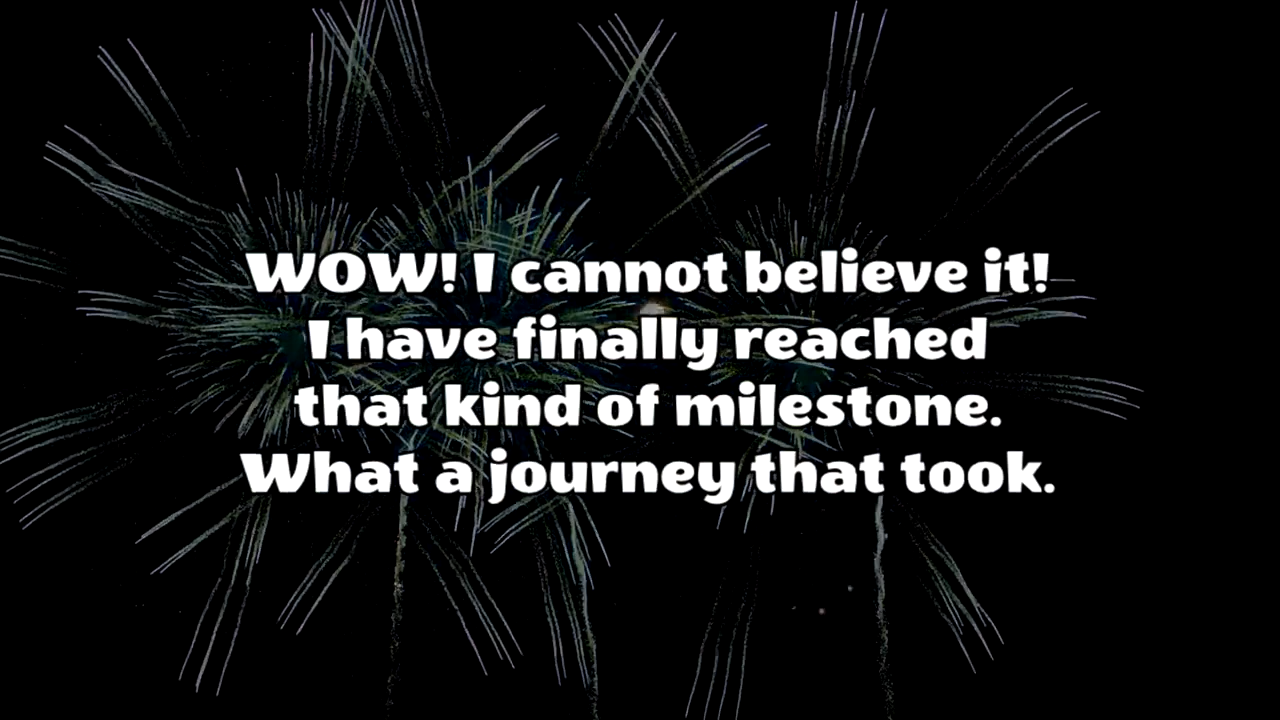 WOW! I cannot believe it!
I have finally reached
that kind of milestone.
What a journey that took.